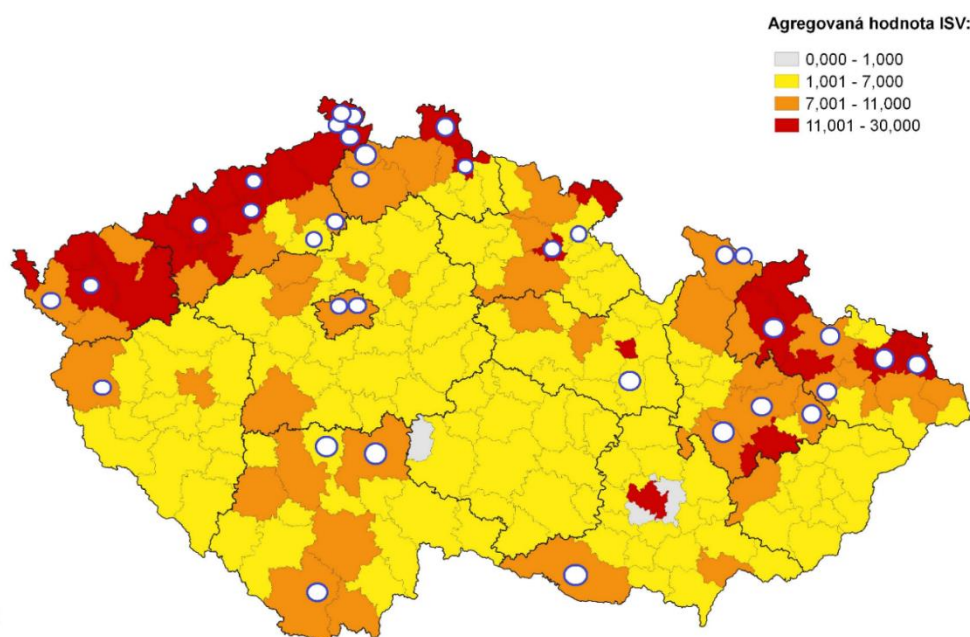 Agregovaná hodnota ISV:
0,000 - 1,000
1,001 - 7,000
7,001 - 11,000
11,001 - 30,000